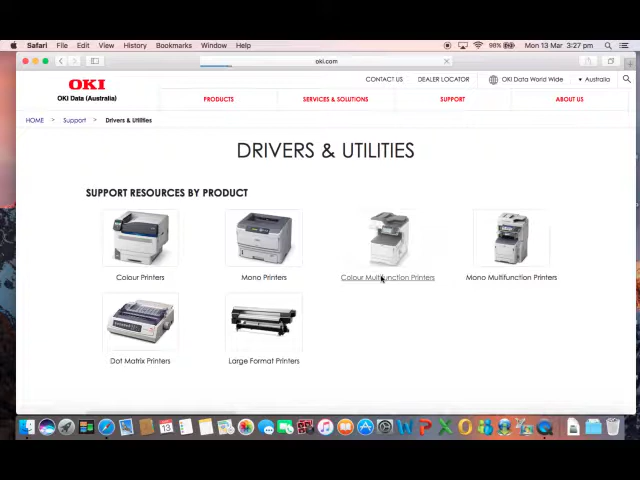 Safari File Edit View History Bookmarks Window Help 98% Mon 13 Mar 3:27 pm
oki.com
CONTACT US DEALER LOCATOR OKI Data World Wide Australia
OKI
OKI Data (Australia)
PRODUCTS SERVICES & SOLUTIONS SUPPORT ABOUT US
HOME > Support > Drivers & Utilities
DRIVERS & UTILITIES
SUPPORT RESOURCES BY PRODUCT
Colour Printers Mono Printers Colour Multifunction Printers Mono Multifunction Printers
Dot Matrix Printers Large Format Printers